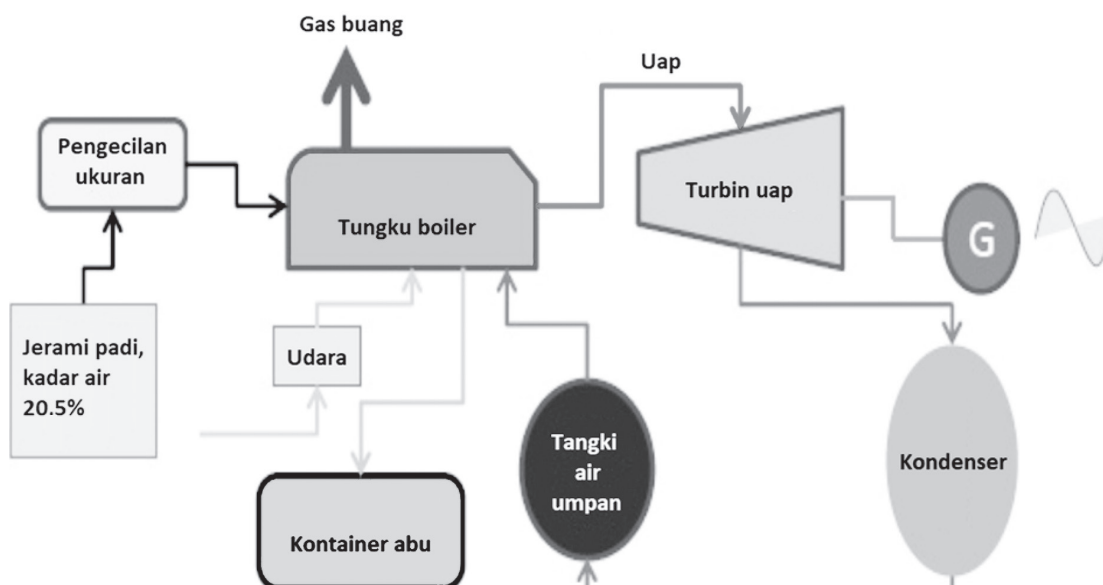 Gas buang
Uap
Pengecilan
ukuran
Tungku boiler
Turbin uap
G
Jerami padi,
kadar air
20.5%
Udara
Tangki
air
umpan
Kondenser
Kontainer abu